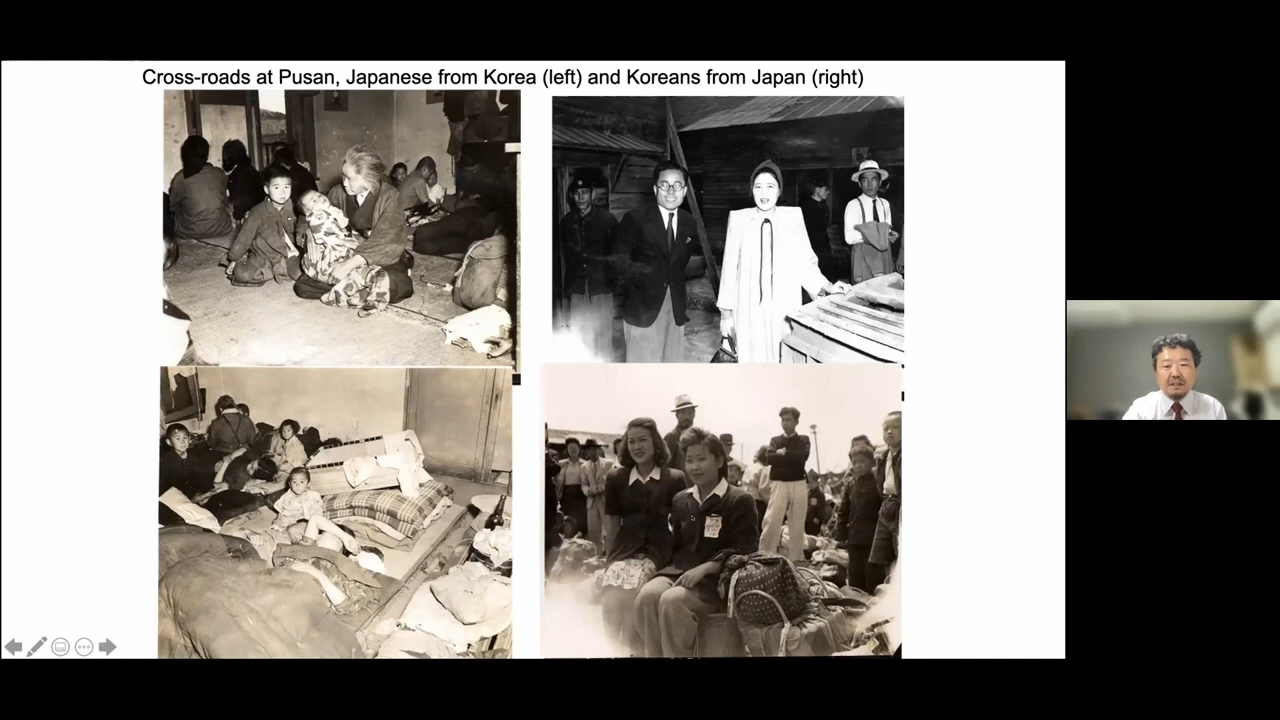 Cross-roads at Pusan, Japanese from Korea (left) and Koreans from Japan (right)